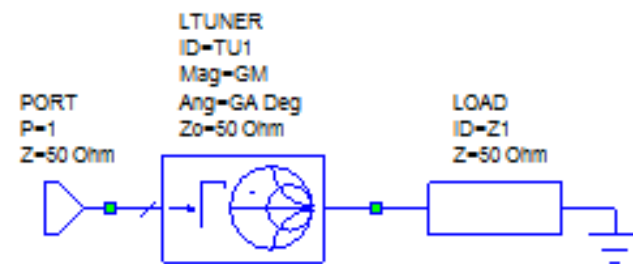 LTUNER
ID=TU1
Mag=GM
Ang=GA Deg
Zo=50 Ohm
PORT
P=1
Z=50 Ohm
LOAD
ID=Z1
Z=50 Ohm